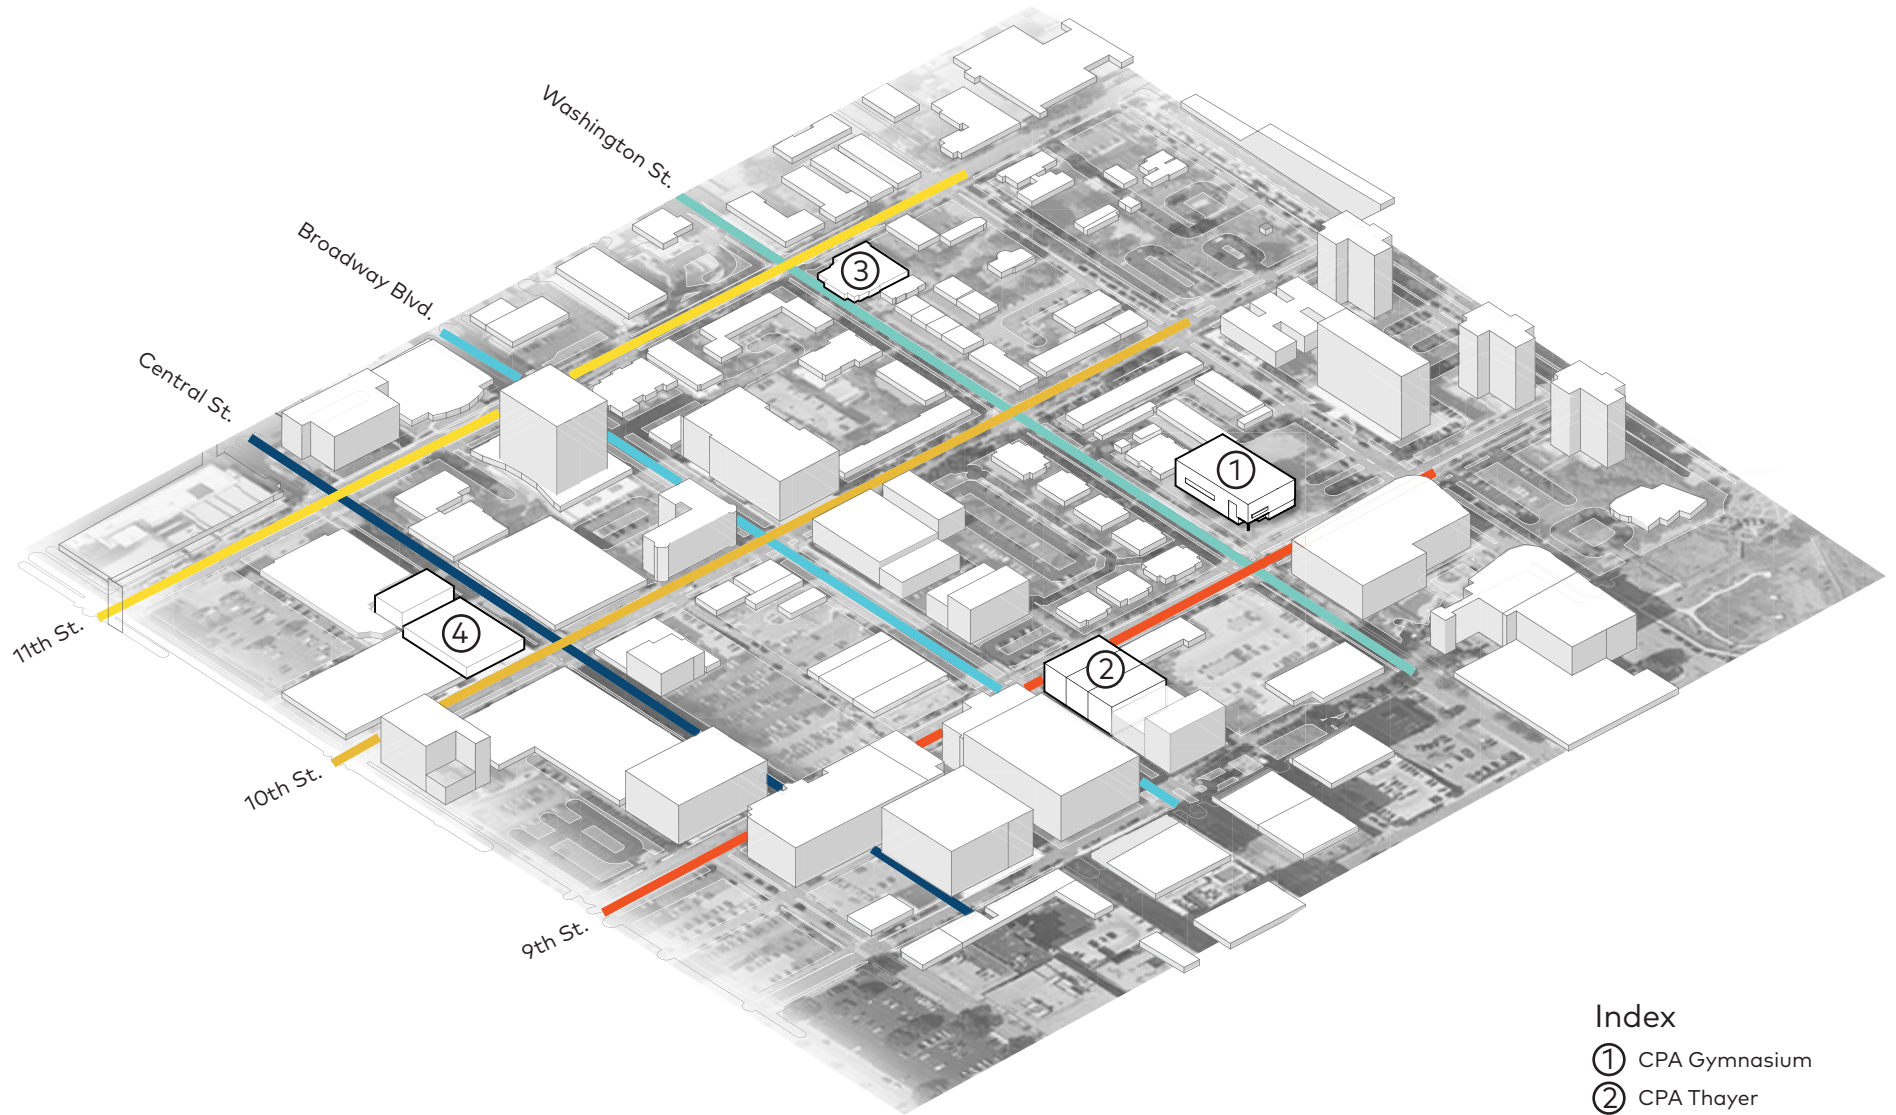 Washington St.
Broadway Blvd.
Central St.
3
1
4
2
11th St.
10th St.
9th St.
Index
1 CPA Gymnasium
2 CPA Thayer